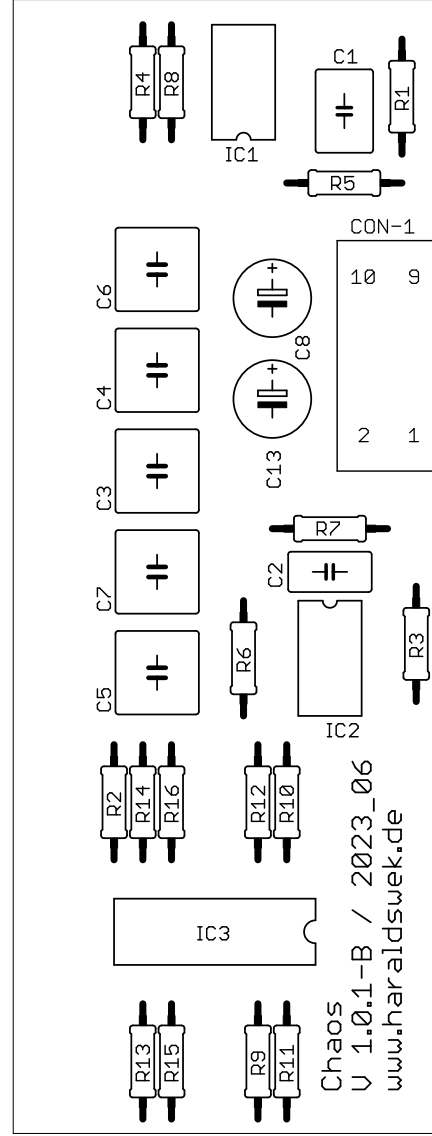 R4
R8
IC1
C1
R1
R5
CON-1
10 9
2 1
C6
C8
C4
C13
C3
R7
C2
C7
R6
R3
C5
IC2
R2
R14
R16
R12
R10
IC3
R13
R15
R9
R11
Chaos
V 1.0.1-B / 2023_06
www.haraldswek.de